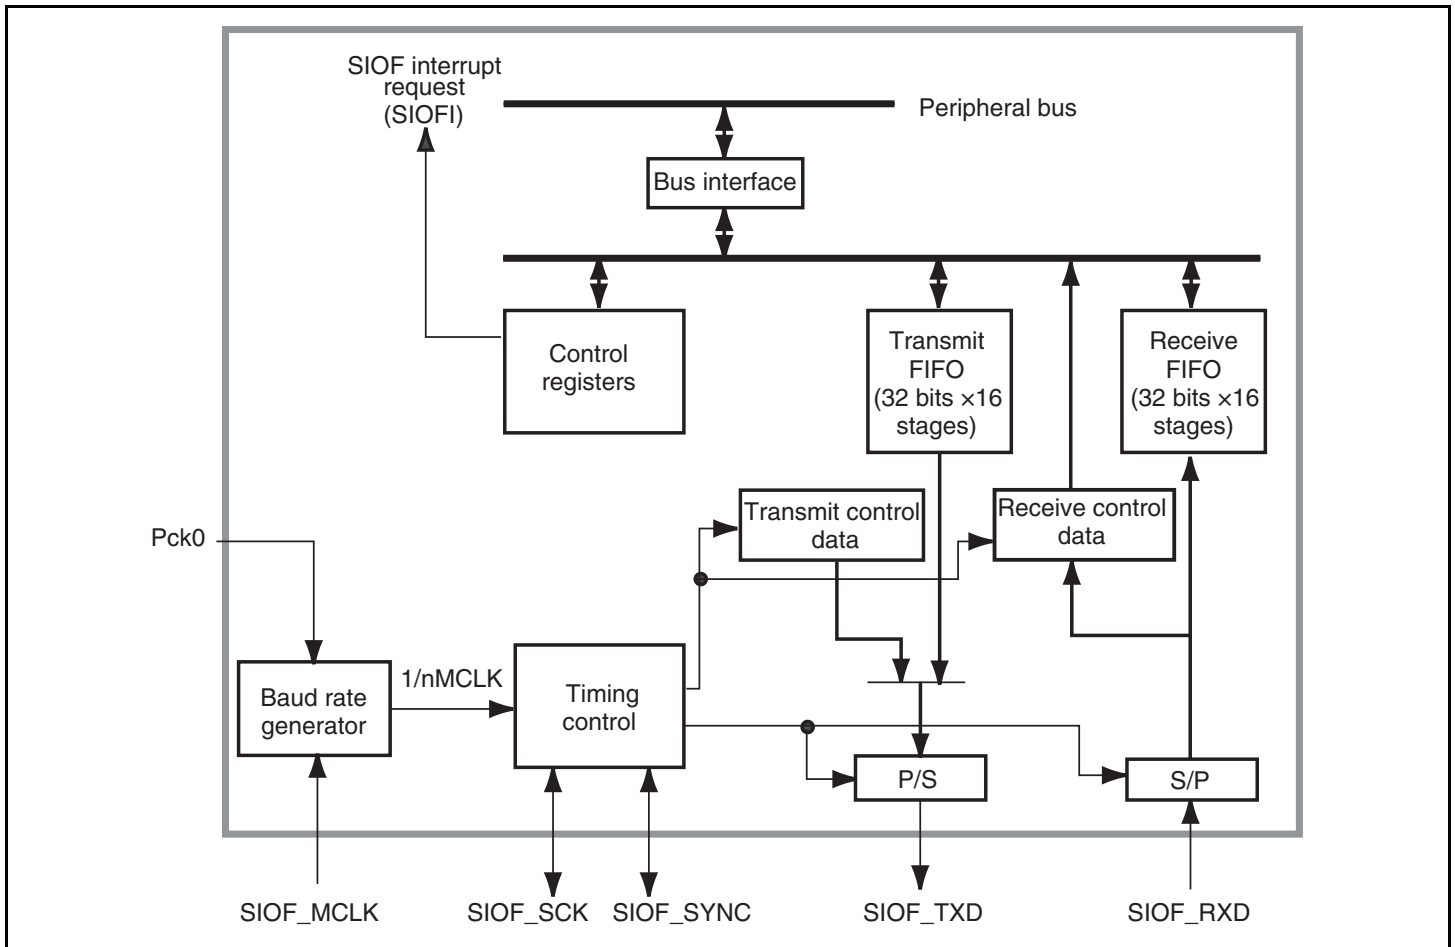 SIOF interrupt
request
(SIOFI)
Peripheral bus
Bus interface
Control
registers
Transmit
FIFO
(32 bits ×16
stages)
Receive
FIFO
(32 bits ×16
stages)
Transmit control
data
Receive control
data
Pck0
Baud rate
generator
1/nMCLK
Timing
control
P/S
S/P
SIOF_MCLK
SIOF_SCK
SIOF_SYNC
SIOF_TXD
SIOF_RXD